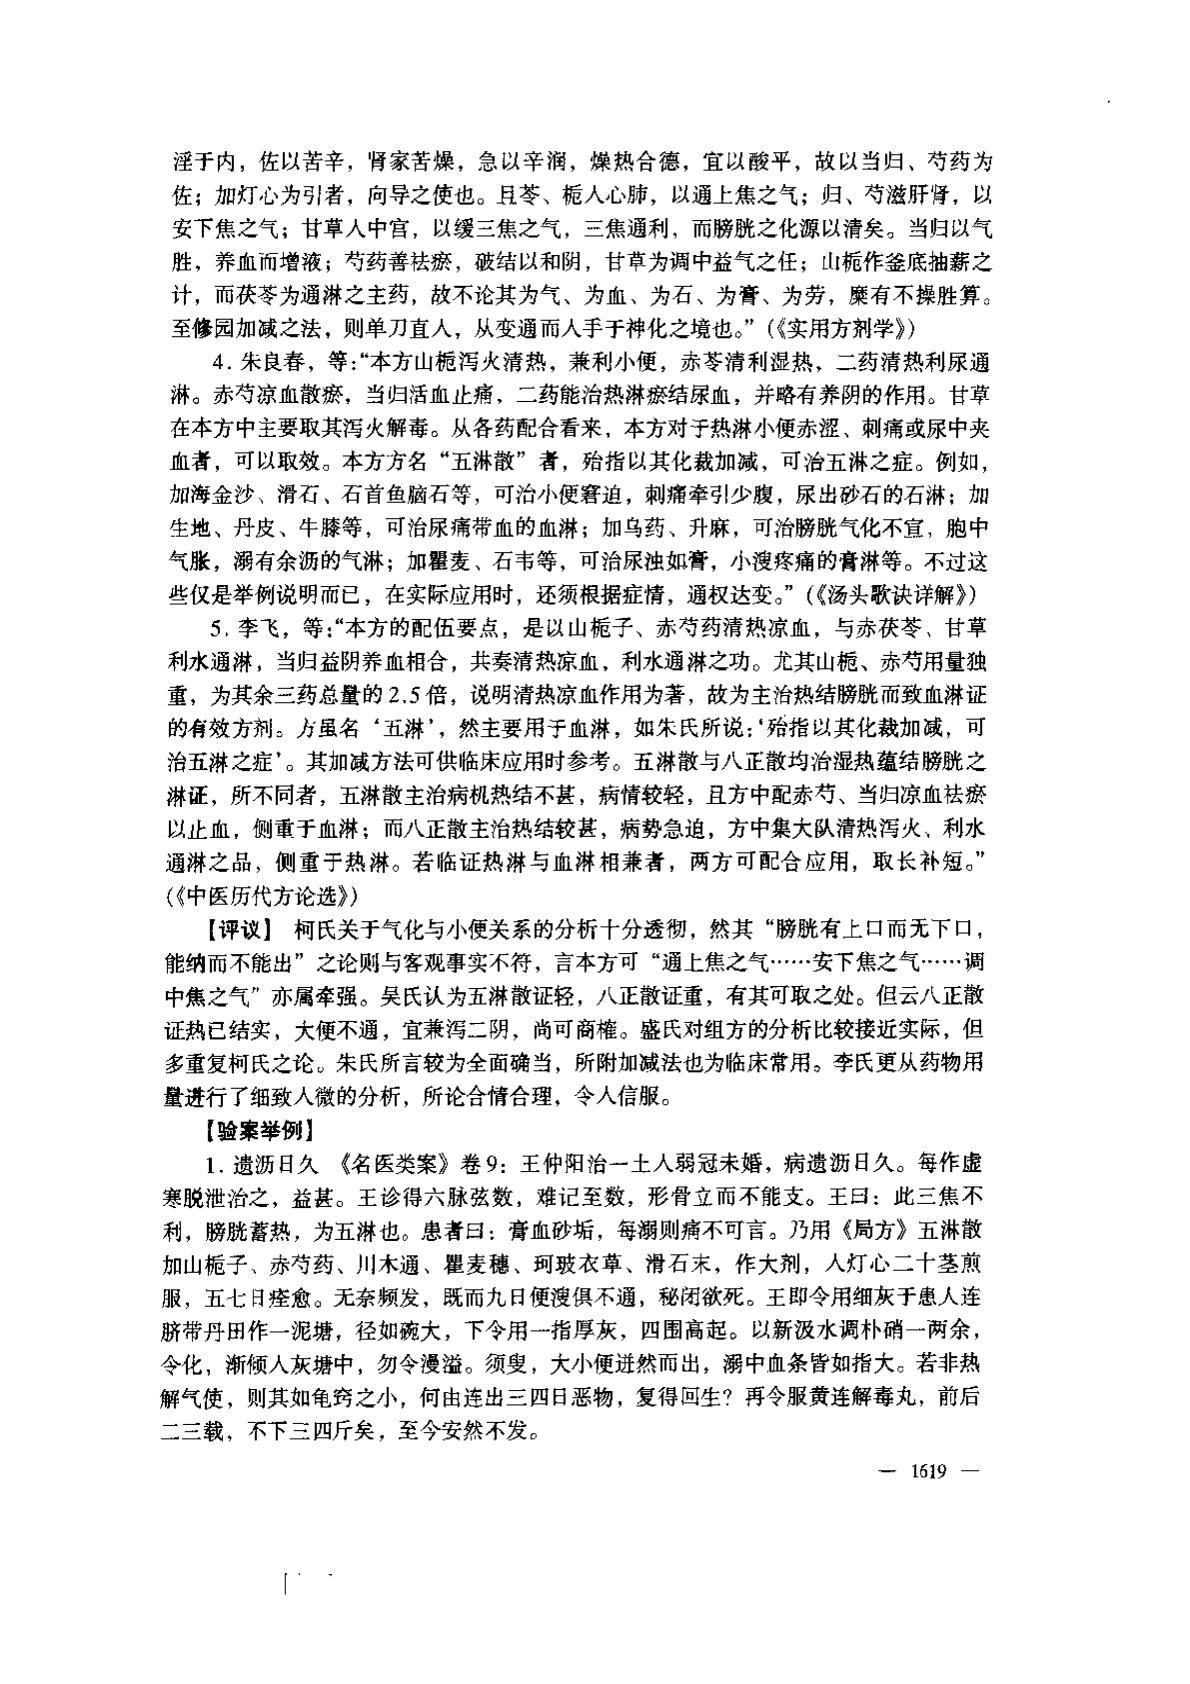 淫于内，佐以苦辛，肾家苦燥，急以辛润，燥热合德，宜以酸平，故以当归、芍药为
佐；加灯心为引者，向导之使也。且苓、栀入心肺，以通上焦之气；归、芍滋肝肾，以
安下焦之气；甘草入中宫，以缓三焦之气，三焦通利，而膀胱之化源以清矣。当归以气
胜，养血而增液；芍药善祛瘀，破结以和阴，甘草为调中益气之任；山栀作釜底抽薪之
计，而茯苓为通淋之主药，故不论其为气、为血、为石、为膏、为劳，糜有不操胜算。
至修园加减之法，则单刀直入，从变通而入手于神化之境也。”（《实用方剂学》）
4. 朱良春，等：“本方山栀泻火清热，兼利小便，赤苓清利湿热，二药清热利尿通
淋。赤芍凉血散瘀，当归活血止痛，二药能治热淋瘀结尿血，并略有养阴的作用。甘草
在本方中主要取其泻火解毒。从各药配合看来，本方对于热淋小便赤涩、刺痛或尿中夹
血者，可以取效。本方方名“五淋散”者，殆指以其化裁加减，可治五淋之症。例如，
加海金沙、滑石、石首鱼脑石等，可治小便窘迫，刺痛牵引少腹，尿出砂石的石淋；加
生地、丹皮、牛膝等，可治尿痛带血的血淋；加乌药、升麻，可治膀胱气化不宣，胞中
气胀，溺有余沥的气淋；加瞿麦、石韦等，可治尿浊如膏，小溲疼痛的膏淋等。不过这
些仅是举例说明而已，在实际应用时，还须根据症情，通权达变。”（《汤头歌诀详解》）
5. 李飞，等：“本方的配伍要点，是以山栀子、赤芍药清热凉血，与赤茯苓、甘草
利水通淋，当归益阴养血相合，共奏清热凉血，利水通淋之功。尤其山栀、赤芍用量独
重，为其余三药总量的2.5倍，说明清热凉血作用为著，故为主治热结膀胱而致血淋证
的有效方剂。方虽名‘五淋’，然主要用于血淋，如朱氏所说：‘殆指以其化裁加减，可
治五淋之症’。其加减方法可供临床应用时参考。五淋散与八正散均治湿热蕴结膀胱之
淋证，所不同者，五淋散主治病机热结不甚，病情较轻，且方中配赤芍、当归凉血祛瘀
以止血，侧重于血淋；而八正散主治热结较甚，病势急迫，方中集大队清热泻火、利水
通淋之品，侧重于热淋。若临证热淋与血淋相兼者，两方可配合应用，取长补短。”
（《中医历代方论选》）
【评议】 柯氏关于气化与小便关系的分析十分透彻，然其“膀胱有上口而无下口，
能纳而不能出”之论则与客观事实不符，言本方可“通上焦之气……安下焦之气……调
中焦之气”亦属牵强。吴氏认为五淋散证轻，八正散证重，有其可取之处。但云八正散
证热已结实，大便不通，宜兼泻二阴，尚可商榷。盛氏对组方的分析比较接近实际，但
多重复柯氏之论。朱氏所言较为全面确当，所附加减法也为临床常用。李氏更从药物用
量进行了细致入微的分析，所论合情合理，令人信服。
【验案举例】
1. 遗沥日久 《名医类案》卷9：王仲阳治一士人弱冠未婚，病遗沥日久。每作虚
寒脱泄治之，益甚。王诊得六脉弦数，难记至数，形骨立而不能支。王曰：此三焦不
利，膀胱蓄热，为五淋也。患者曰：膏血砂垢，每溺则痛不可言。乃用《局方》五淋散
加山栀子、赤芍药、川木通、瞿麦穗、珂玻衣草、滑石末，作大剂，入灯心二十茎煎
服，五七日痊愈。无奈频发，既而九日便溲俱不通，秘闭欲死。王即令用细灰于患人连
脐带丹田作一泥塘，径如碗大，下令用一指厚灰，四围高起。以新汲水调朴硝一两余，
令化，渐倾入灰塘中，勿令漫溢。须臾，大小便迸然而出，溺中血条皆如指大。若非热
解气使，则其如龟窍之小，何由连出三四日恶物，复得回生？再令服黄连解毒丸，前后
二三载，不下三四斤矣，至今安然不发。
— 1619 —